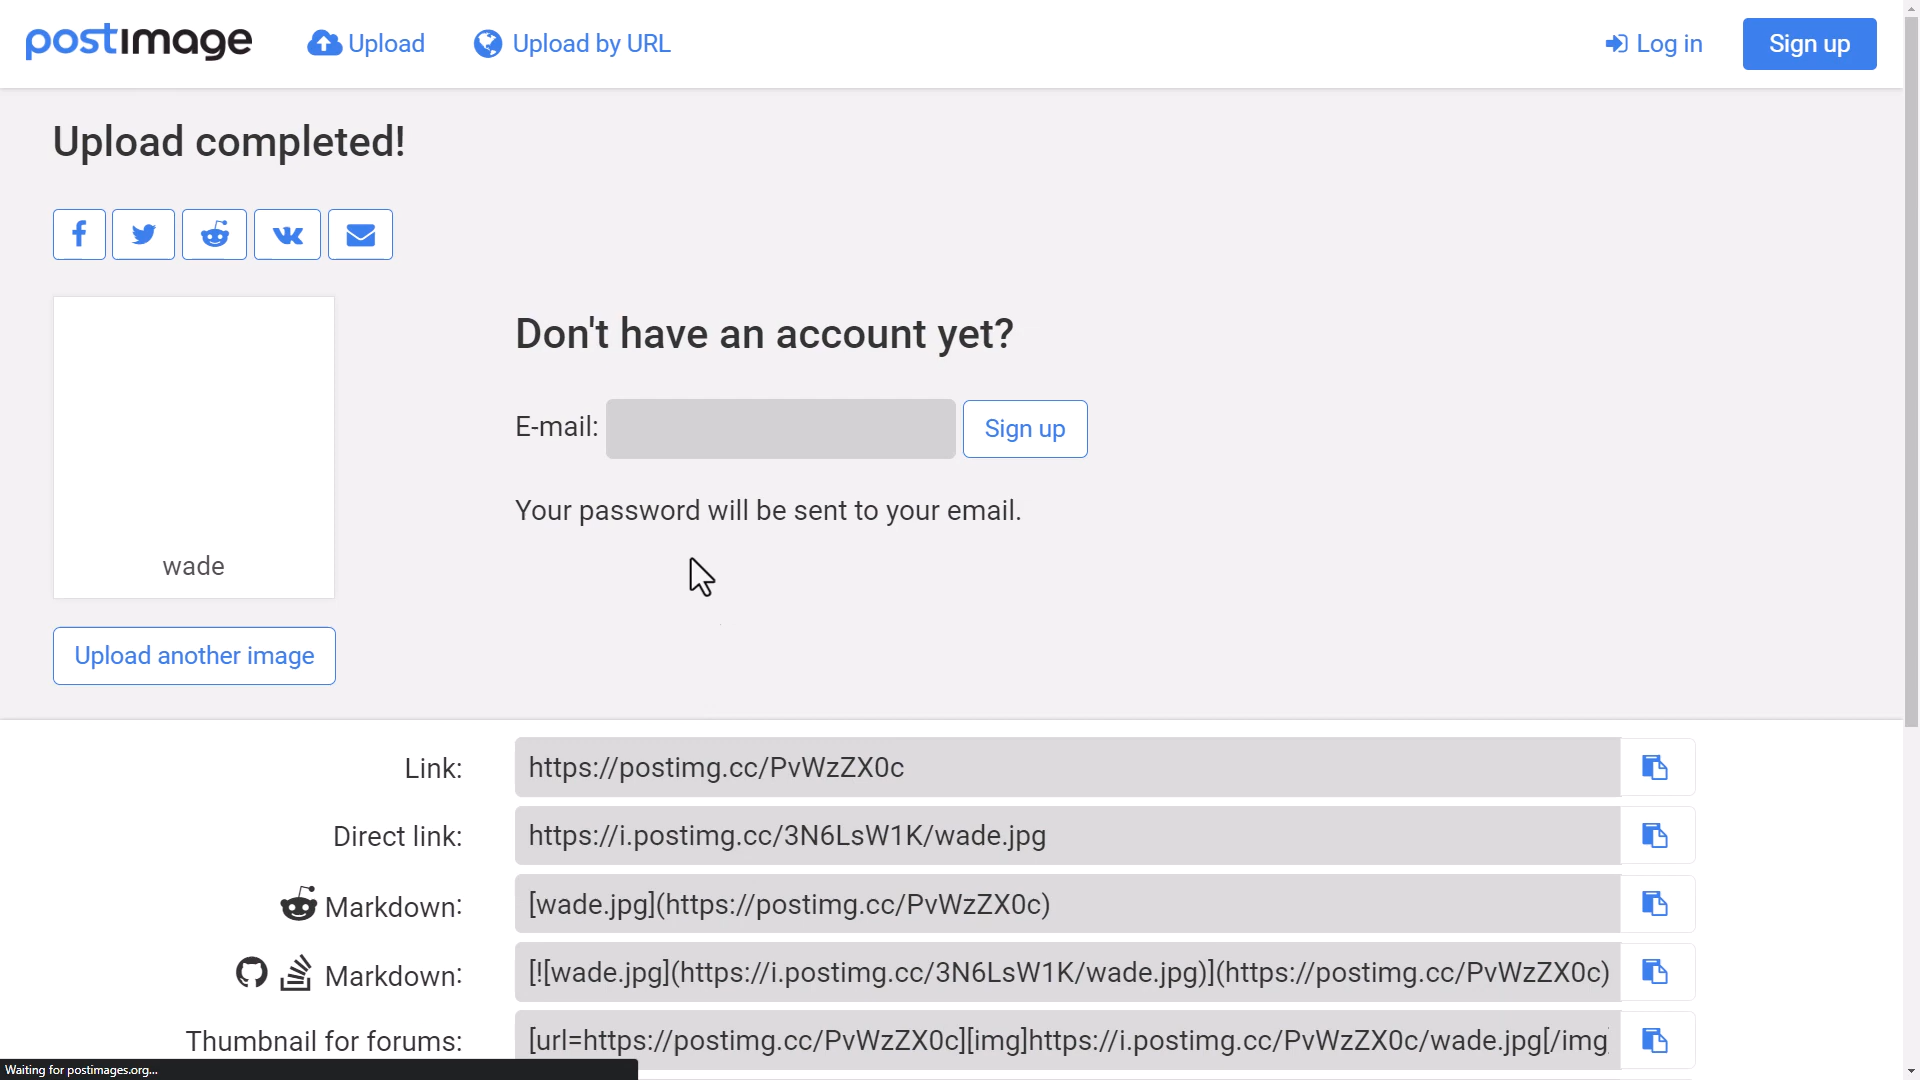 postimage
Upload
Upload by URL
Log in
Sign up
Upload completed!
Don't have an account yet?
E-mail:
Sign up
Your password will be sent to your email.
wade
Upload another image
Link:
https://postimg.cc/PvWzZX0c
Direct link:
https://i.postimg.cc/3N6LsW1K/wade.jpg
Markdown:
[wade.jpg](https://postimg.cc/PvWzZX0c)
Markdown:
[![wade.jpg](https://i.postimg.cc/3N6LsW1K/wade.jpg)](https://postimg.cc/PvWzZX0c)
Thumbnail for forums:
[url=https://postimg.cc/PvWzZX0c][img]https://i.postimg.cc/PvWzZX0c/wade.jpg[/img
Waiting for postimages.org...